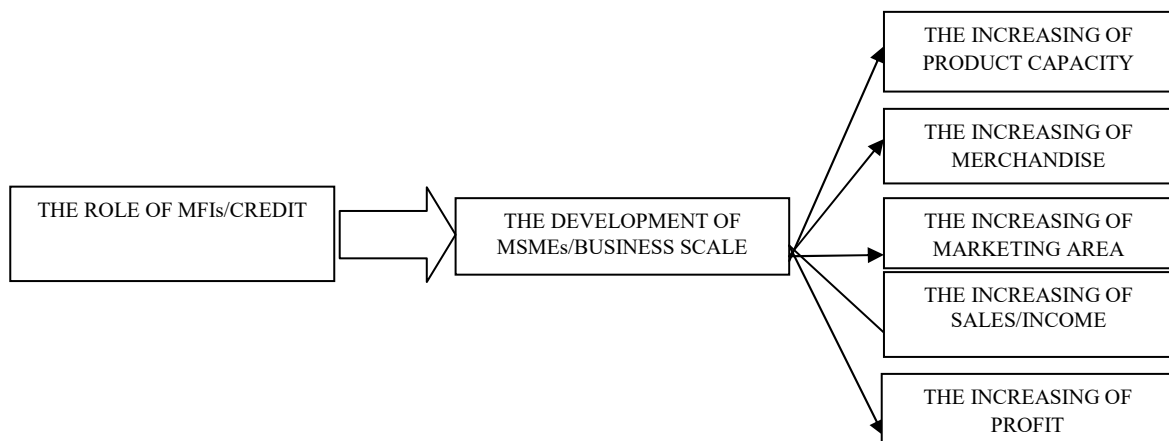 THE ROLE OF MFIs/CREDIT
THE DEVELOPMENT OF
MSMEs/BUSINESS SCALE
THE INCREASING OF
PRODUCT CAPACITY
THE INCREASING OF
MERCHANDISE
THE INCREASING OF
MARKETING AREA
THE INCREASING OF
SALES/INCOME
THE INCREASING OF
PROFIT